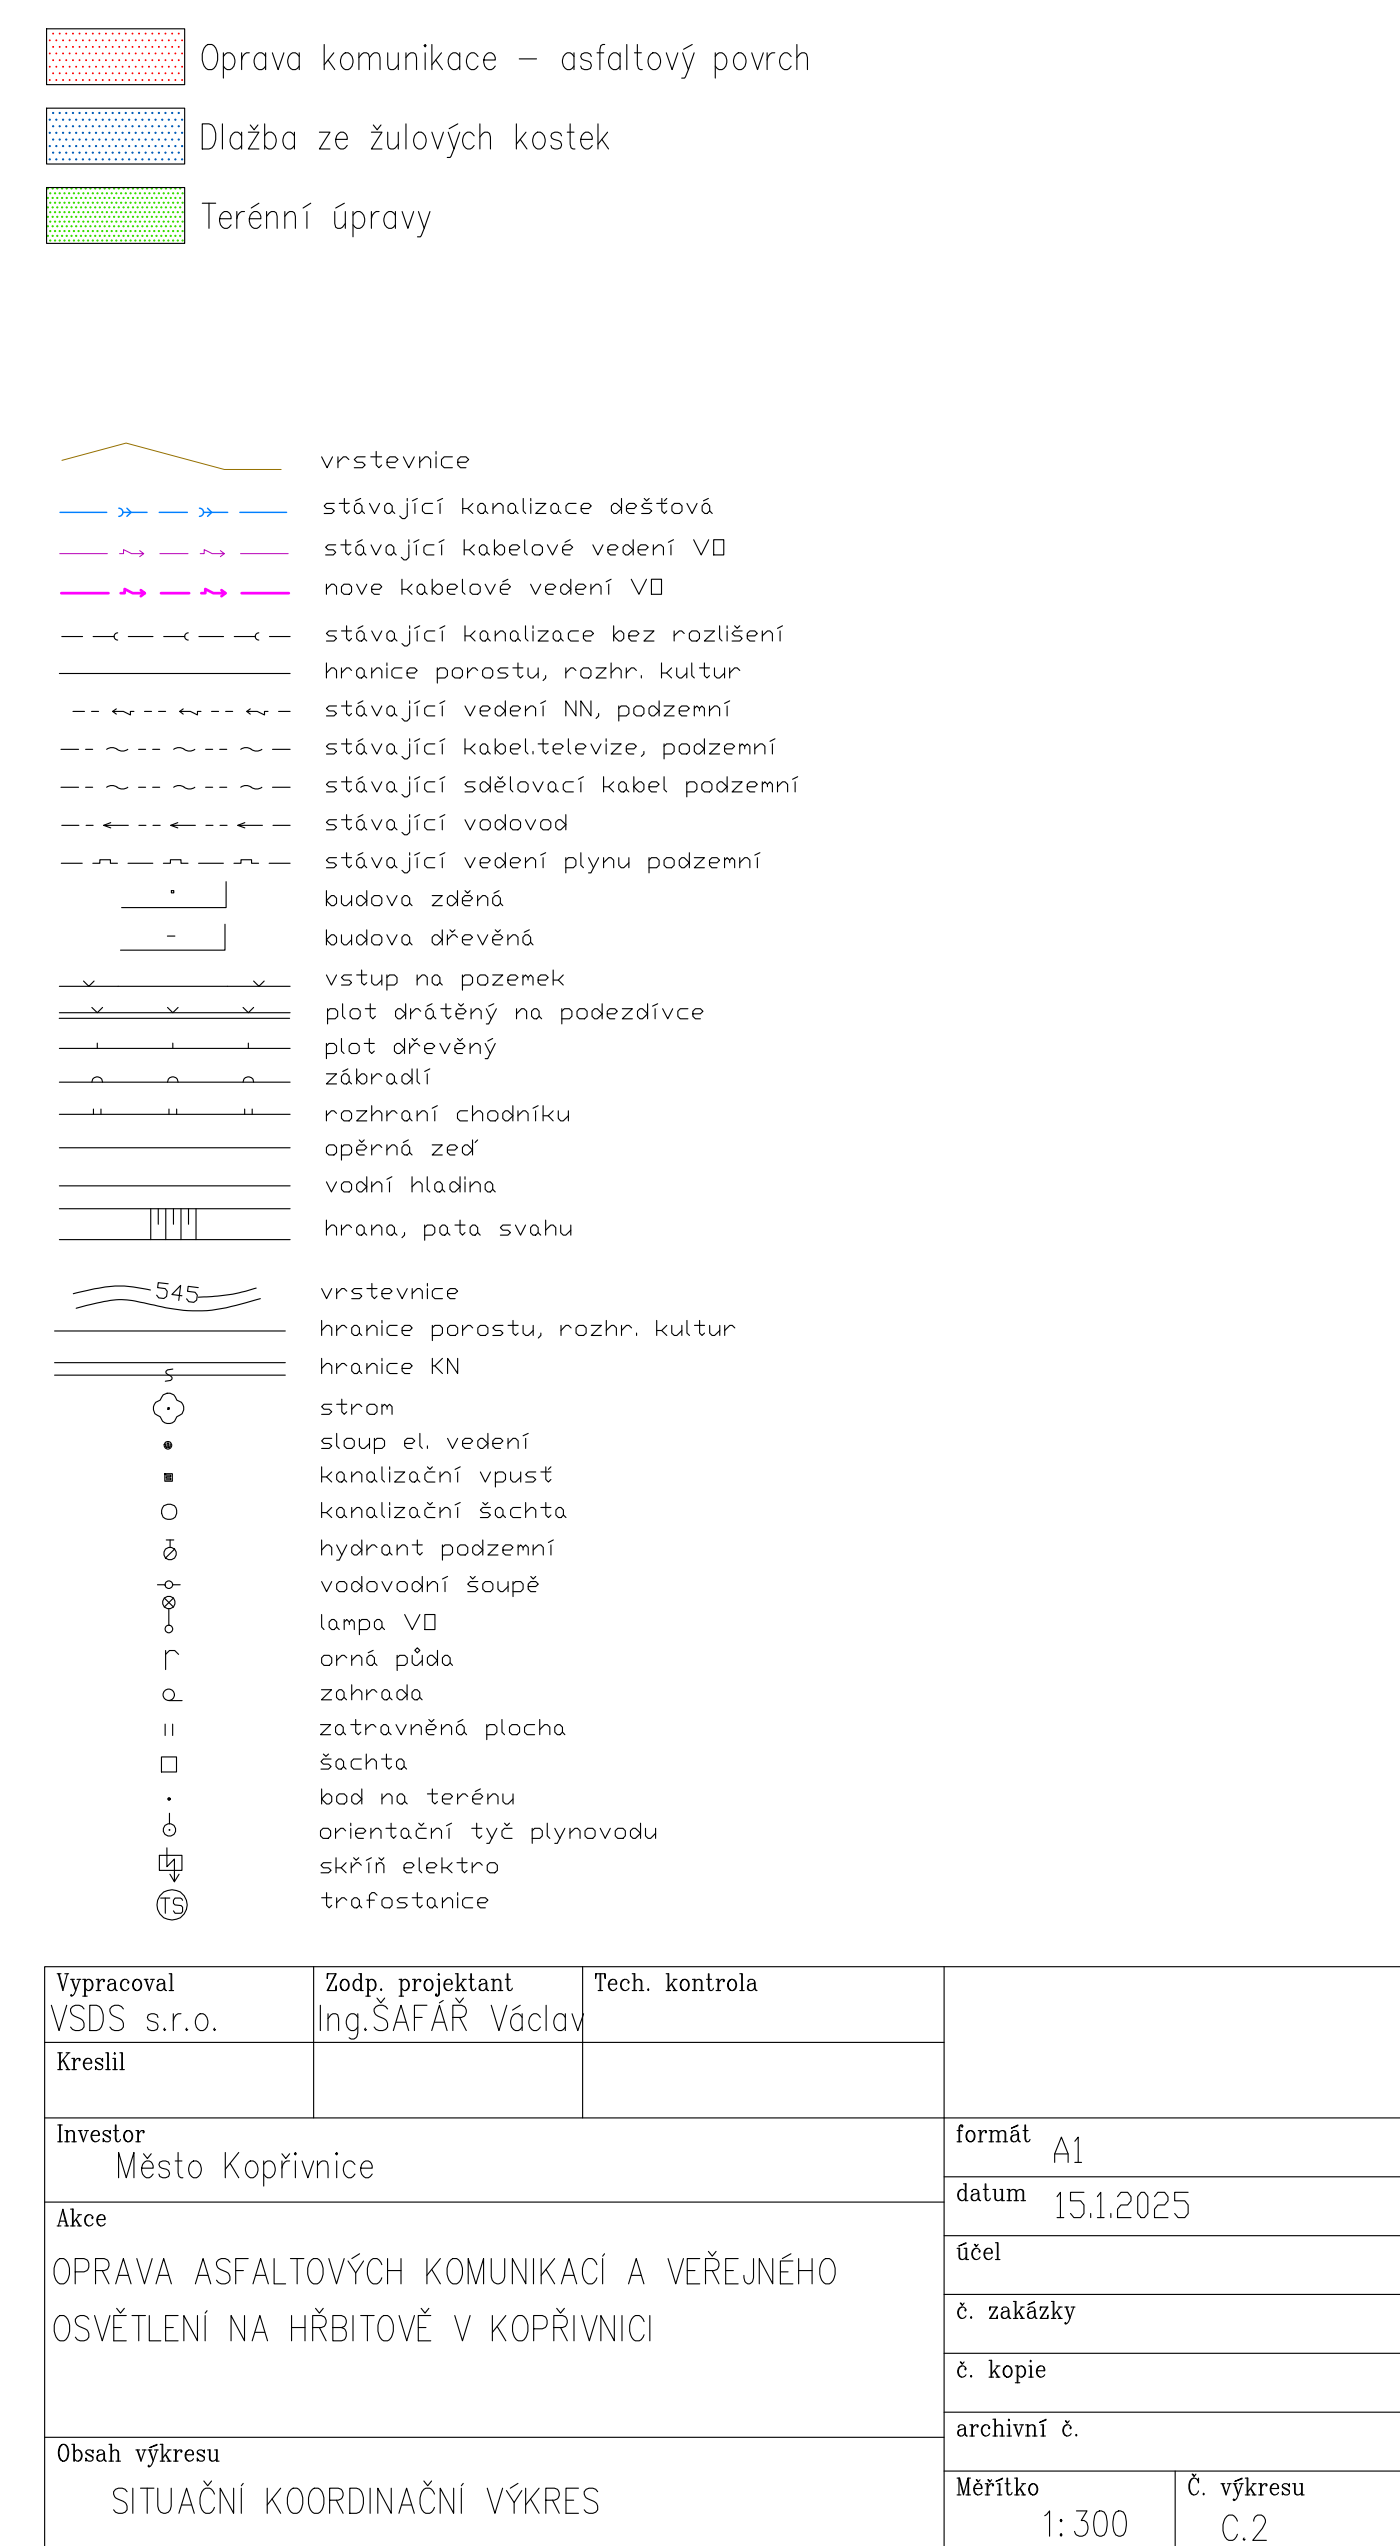 Oprava komunikace – asfaltový povrch
Dlažba ze žulových kostek
Terénní úpravy
vrstevnice
stávající kanalizace dešťová
stávající kabelové vedení V▯
nove kabelové vedení V▯
stávající kanalizace bez rozlišení
hranice porostu, rozhr. kultur
stávající vedení NN, podzemní
stávající kabel.televize, podzemní
stávající sdělovací kabel podzemní
stávající vodovod
stávající vedení plynu podzemní
budova zděná
budova dřevěná
vstup na pozemek
plot drátěný na podezdívce
plot dřevěný
zábradlí
rozhraní chodníku
opěrná zeď
vodní hladina
hrana, pata svahu
545 vrstevnice
hranice porostu, rozhr. kultur
hranice KN
strom
sloup el. vedení
kanalizační vpusť
kanalizační šachta
hydrant podzemní
vodovodní šoupě
lampa V▯
orná půda
zahrada
zatravněná plocha
šachta
bod na terénu
orientační tyč plynovodu
skříň elektro
TS trafostanice
Vypracoval Zodp. projektant Tech. kontrola
VSDS s.r.o. Ing.ŠAFÁŘ Václav
Kreslil
Investor
Město Kopřivnice
formát A1
datum 15.1.2025
Akce
OPRAVA ASFALTOVÝCH KOMUNIKACÍ A VEŘEJNÉHO
OSVĚTLENÍ NA HŘBITOVĚ V KOPŘIVNICI
účel
č. zakázky
č. kopie
archivní č.
Obsah výkresu
SITUAČNÍ KOORDINAČNÍ VÝKRES
Měřítko Č. výkresu
1:300 C.2